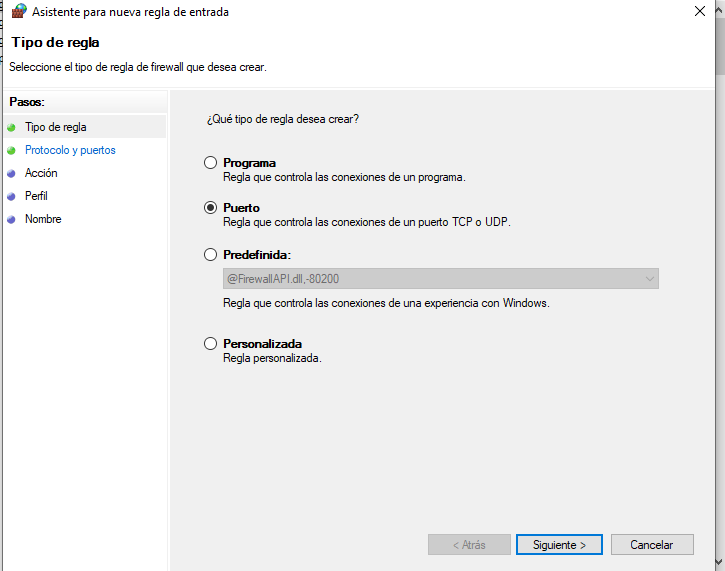 Asistente para nueva regla de entrada
Tipo de regla
Seleccione el tipo de regla de firewall que desea crear.
Pasos:
Tipo de regla
Protocolo y puertos
Acción
Perfil
Nombre
¿Qué tipo de regla desea crear?
Programa
Regla que controla las conexiones de un programa.
Puerto
Regla que controla las conexiones de un puerto TCP o UDP.
Predefinida:
@FirewallAPI.dll,-80200
Regla que controla las conexiones de una experiencia con Windows.
Personalizada
Regla personalizada.
< Atrás
Siguiente >
Cancelar